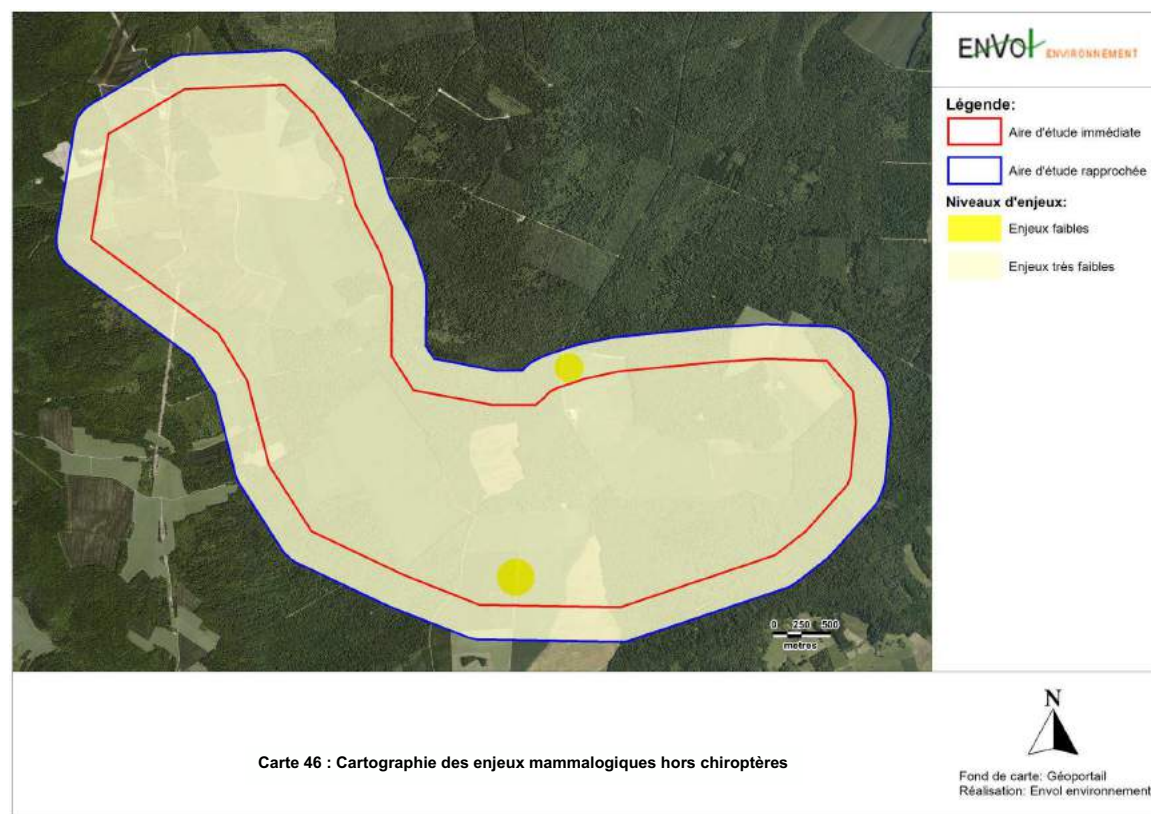 ENVOL ENVIRONNEMENT
Légende:
Aire d'étude immédiate
Aire d'étude rapprochée
Niveaux d'enjeux:
Enjeux faibles
Enjeux très faibles
0 250 500
metres
N
Carte 46 : Cartographie des enjeux mammalogiques hors chiroptères
Fond de carte: Géoportail
Réalisation: Envol environnement